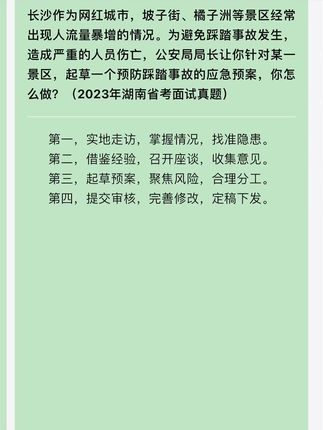 长沙作为网红城市，坡子街、橘子洲等景区经常
出现人流量暴增的情况。为避免踩踏事故发生，
造成严重的人员伤亡，公安局局长让你针对某一
景区，起草一个预防踩踏事故的应急预案，你怎
么做？（2023年湖南省考面试真题）
第一，实地走访，掌握情况，找准隐患。
第二，借鉴经验，召开座谈，收集意见。
第三，起草预案，聚焦风险，合理分工。
第四，提交审核，完善修改，定稿下发。